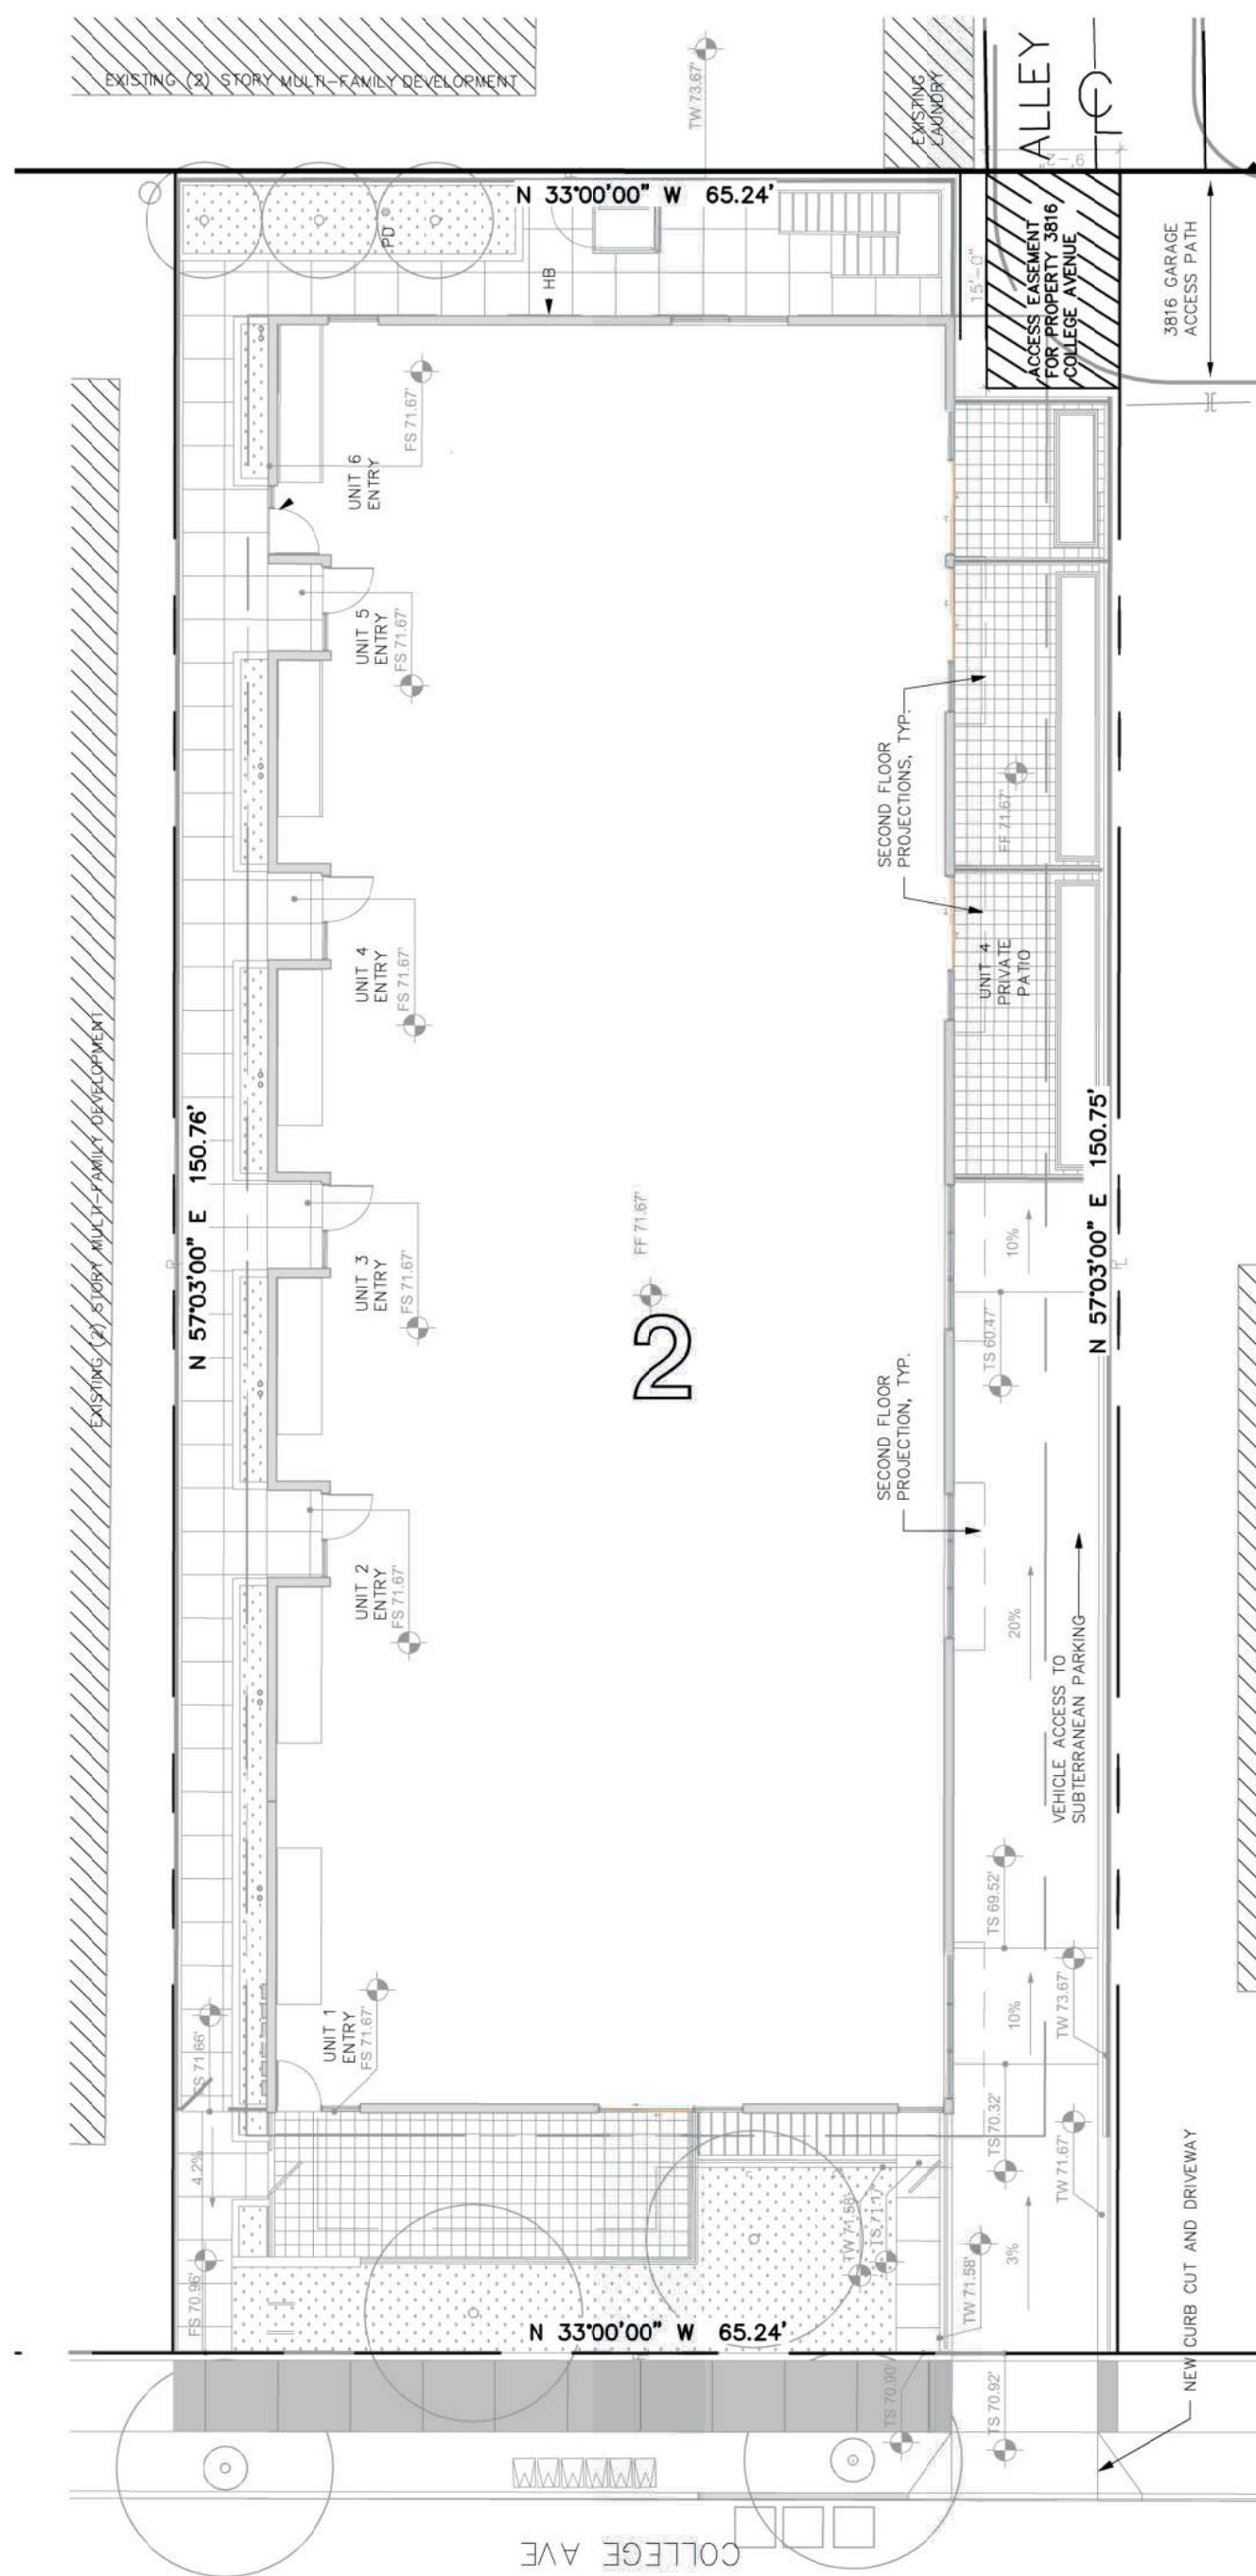 EXISTING (2) STORY MULTI-FAMILY DEVELOPMENT
TW 73.67'
EXISTING
LAUNDRY
ALLEY
9'-2"
N 33°00'00" W 65.24'
PD
HB
15'-0"
ACCESS EASEMENT
FOR PROPERTY 3816
COLLEGE AVENUE
3816 GARAGE
ACCESS PATH
FS 71.67'
UNIT 6
ENTRY
UNIT 5
ENTRY
FS 71.67'
SECOND FLOOR
PROJECTIONS, TYP.
FF 71.67'
UNIT 4
ENTRY
FS 71.67'
UNIT 4
PRIVATE
PATIO
EXISTING (2) STORY MULTI-FAMILY DEVELOPMENT
N 57°03'00" E 150.76'
N 57°03'00" E 150.75'
PL
PL
UNIT 3
ENTRY
FS 71.67'
FF 71.67'
2
10%
TS 60.47'
SECOND FLOOR
PROJECTION, TYP.
UNIT 2
ENTRY
FS 71.67'
20%
VEHICLE ACCESS TO
SUBTERRANEAN PARKING
TS 69.52'
UNIT 1
ENTRY
FS 71.67'
FS 71.66'
10%
TW 73.67'
TS 70.32'
TW 71.67'
4.2%
TW 71.58'
TS 71.17'
FS 70.96'
TW 71.58'
3%
N 33°00'00" W 65.24'
TS 70.90'
TS 70.92'
NEW CURB CUT AND DRIVEWAY
COLLEGE AVE